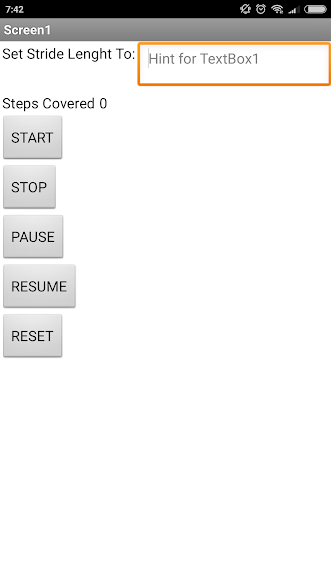 7:42
Screen1
Set Stride Lenght To: Hint for TextBox1
Steps Covered 0
START
STOP
PAUSE
RESUME
RESET